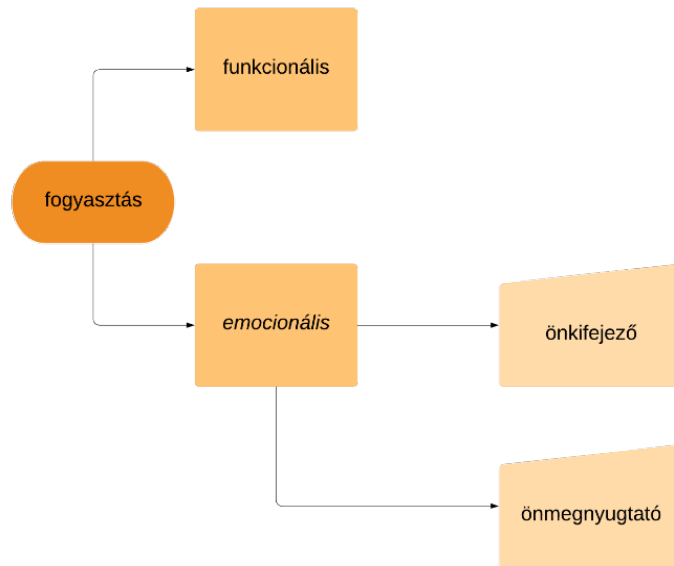 funkcionális
fogyasztás
emocionális
önkifejező
önmegnyugtató